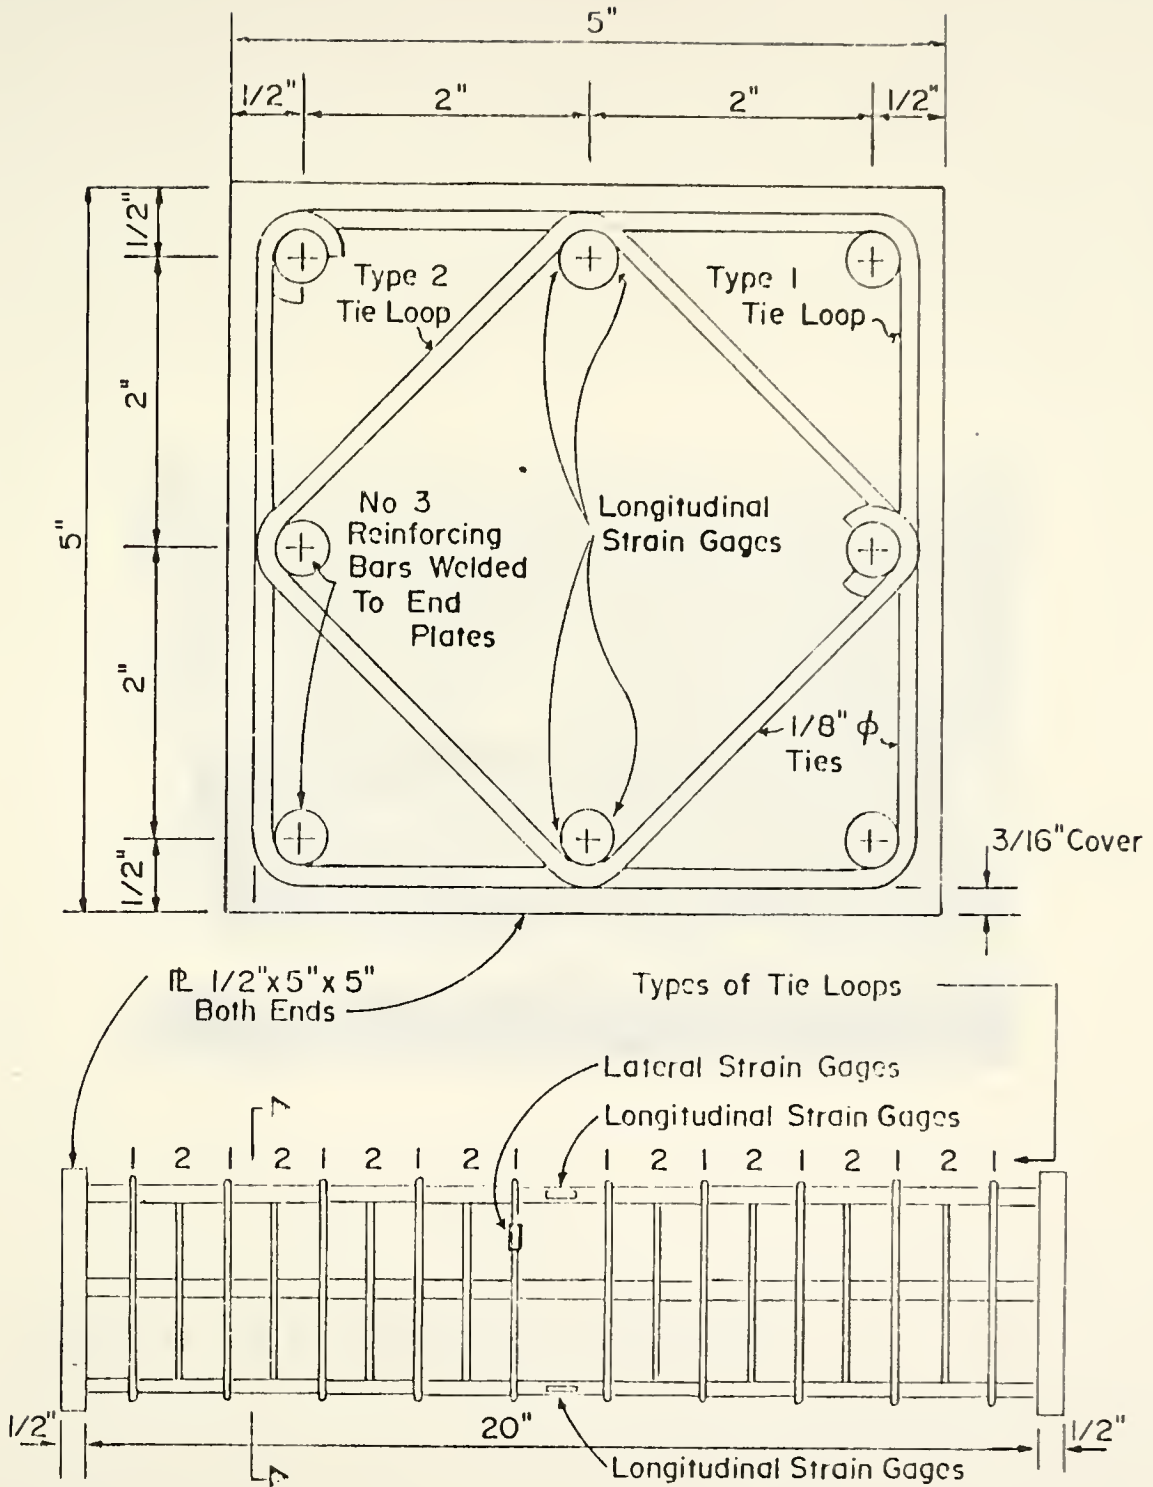 5"
1/2"
2"
2"
1/2"
1/2"
2"
5"
2"
1/2"
Type 2
Tie Loop
Type 1
Tie Loop
No 3
Reinforcing
Bars Welded
To End
Plates
Longitudinal
Strain Gages
1/8" ϕ
Ties
3/16" Cover
℄ 1/2" x 5" x 5"
Both Ends
Types of Tie Loops
Lateral Strain Gages
Longitudinal Strain Gages
A
1 2 1 2 1 2 1 2 1 1 2 1 2 1 2 1 2 1
1/2"
20"
1/2"
A
Longitudinal Strain Gages